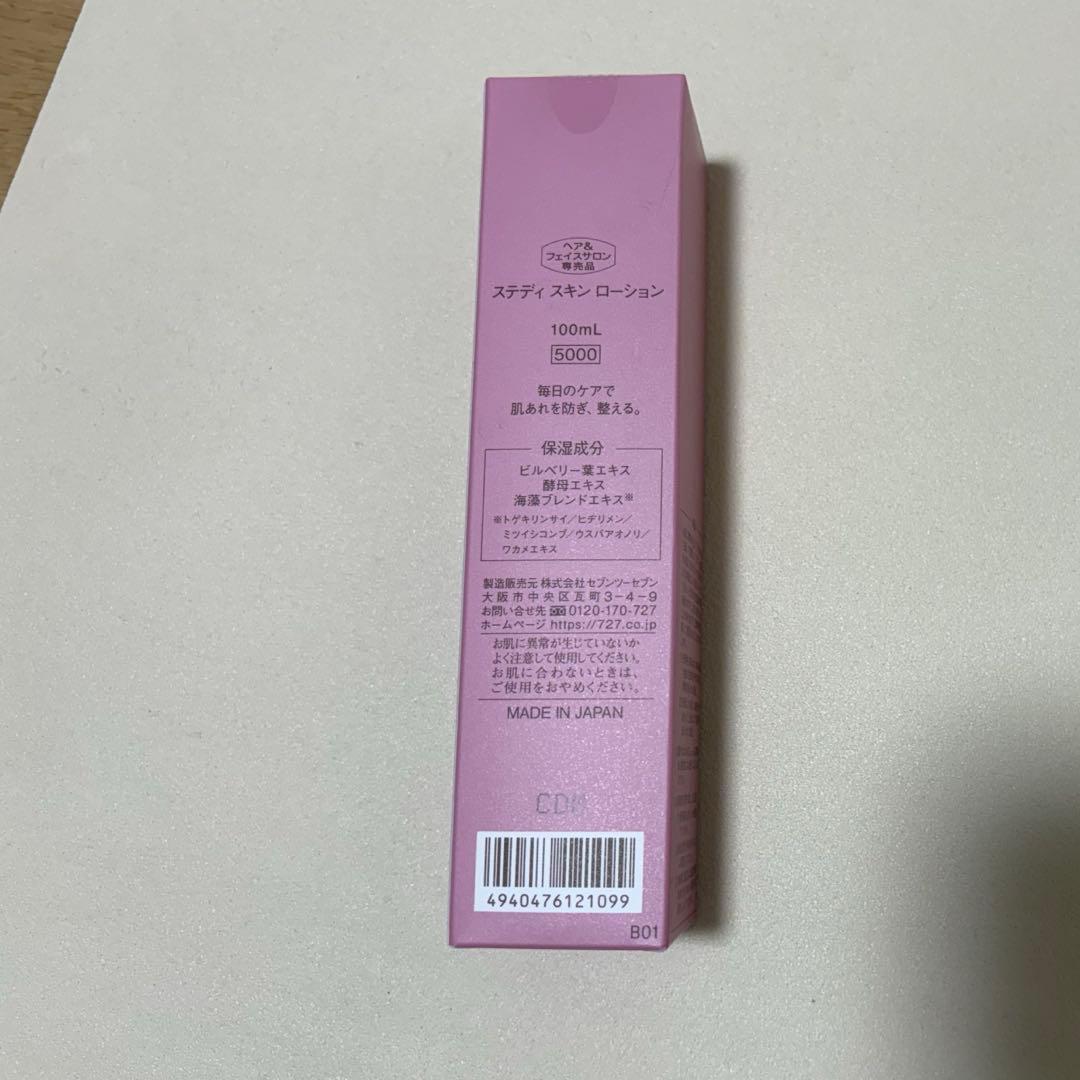 ヘア&
フェイスサロン
専売品
ステディ スキン ローション
100mL
5000
毎日のケアで
肌あれを防ぎ、整える。
保湿成分
ビルベリー葉エキス
酵母エキス
海藻ブレンドエキス※
※トゲキリンサイ/ヒヂリメン/
ミツイシコンブ/ウスバアオノリ/
ワカメエキス
製造販売元 株式会社セブンツーセブン
大阪市中央区瓦町3-4-9
お問い合せ先 0120-170-727
ホームページ https://727.co.jp
お肌に異常が生じていないか
よく注意して使用してください。
お肌に合わないときは、
ご使用をおやめください。
MADE IN JAPAN
4940476121099
B01